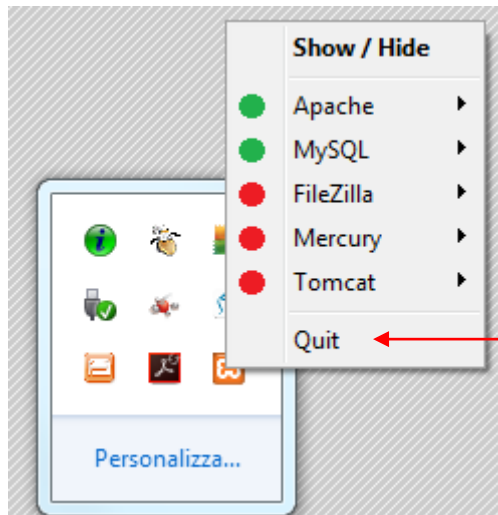 Show / Hide
Apache
MySQL
FileZilla
Mercury
Tomcat
Quit
Personalizza...